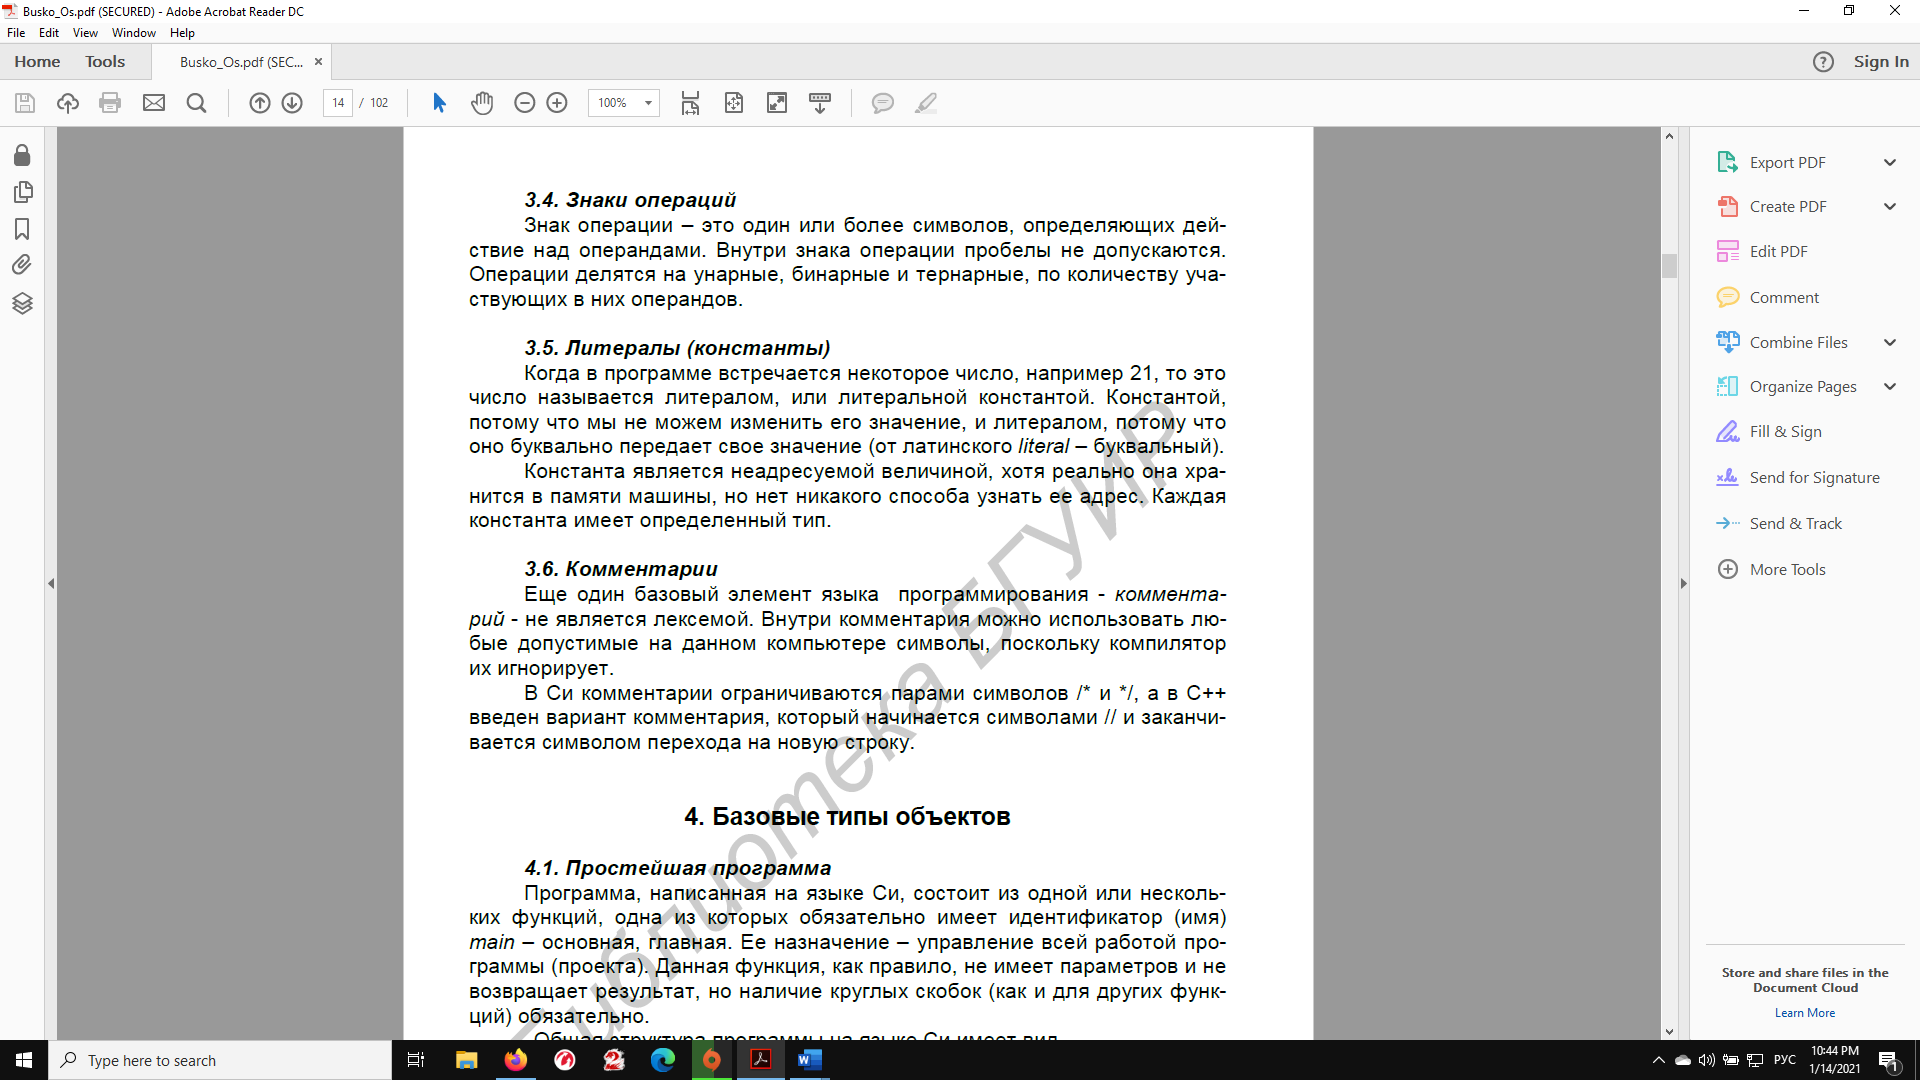 Busko_Os.pdf (SECURED) - Adobe Acrobat Reader DC
File Edit View Window Help
Home Tools Busko_Os.pdf (SEC... × Sign In
14 / 102 100%
3.4. Знаки операций
Знак операции – это один или более символов, определяющих дей-
ствие над операндами. Внутри знака операции пробелы не допускаются.
Операции делятся на унарные, бинарные и тернарные, по количеству уча-
ствующих в них операндов.
3.5. Литералы (константы)
Когда в программе встречается некоторое число, например 21, то это
число называется литералом, или литеральной константой. Константой,
потому что мы не можем изменить его значение, и литералом, потому что
оно буквально передает свое значение (от латинского literal – буквальный).
Константа является неадресуемой величиной, хотя реально она хра-
нится в памяти машины, но нет никакого способа узнать ее адрес. Каждая
константа имеет определенный тип.
3.6. Комментарии
Еще один базовый элемент языка программирования - коммента-
рий - не является лексемой. Внутри комментария можно использовать лю-
бые допустимые на данном компьютере символы, поскольку компилятор
их игнорирует.
В Си комментарии ограничиваются парами символов /* и */, а в С++
введен вариант комментария, который начинается символами // и заканчи-
вается символом перехода на новую строку.
4. Базовые типы объектов
4.1. Простейшая программа
Программа, написанная на языке Си, состоит из одной или несколь-
ких функций, одна из которых обязательно имеет идентификатор (имя)
main – основная, главная. Ее назначение – управление всей работой про-
граммы (проекта). Данная функция, как правило, не имеет параметров и не
возвращает результат, но наличие круглых скобок (как и для других функ-
ций) обязательно.
Общая структура программы на языке Си имеет вид
Библиотека БГУИР
Export PDF
Create PDF
Edit PDF
Comment
Combine Files
Organize Pages
Fill & Sign
Send for Signature
Send & Track
More Tools
Store and share files in the
Document Cloud
Learn More
Type here to search
РУС
10:44 PM
1/14/2021
1